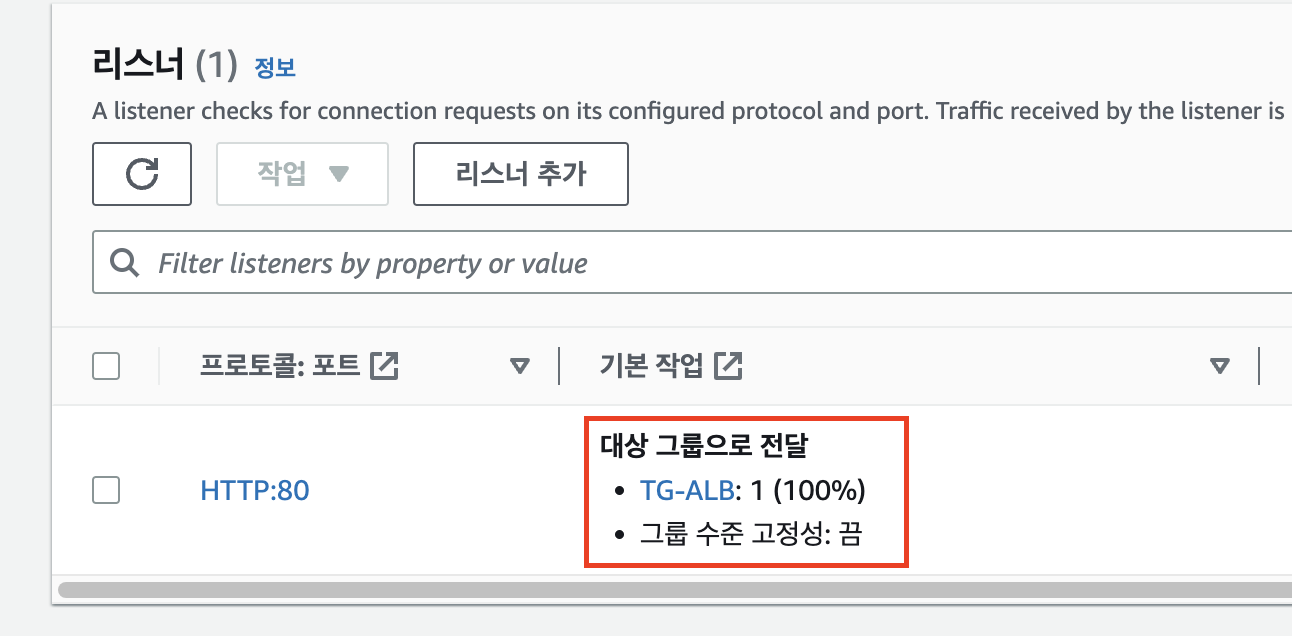 리스너 (1) 정보
A listener checks for connection requests on its configured protocol and port. Traffic received by the listener is
작업
리스너 추가
Filter listeners by property or value
프로토콜: 포트
기본 작업
HTTP:80
대상 그룹으로 전달
• TG-ALB: 1 (100%)
• 그룹 수준 고정성: 끔